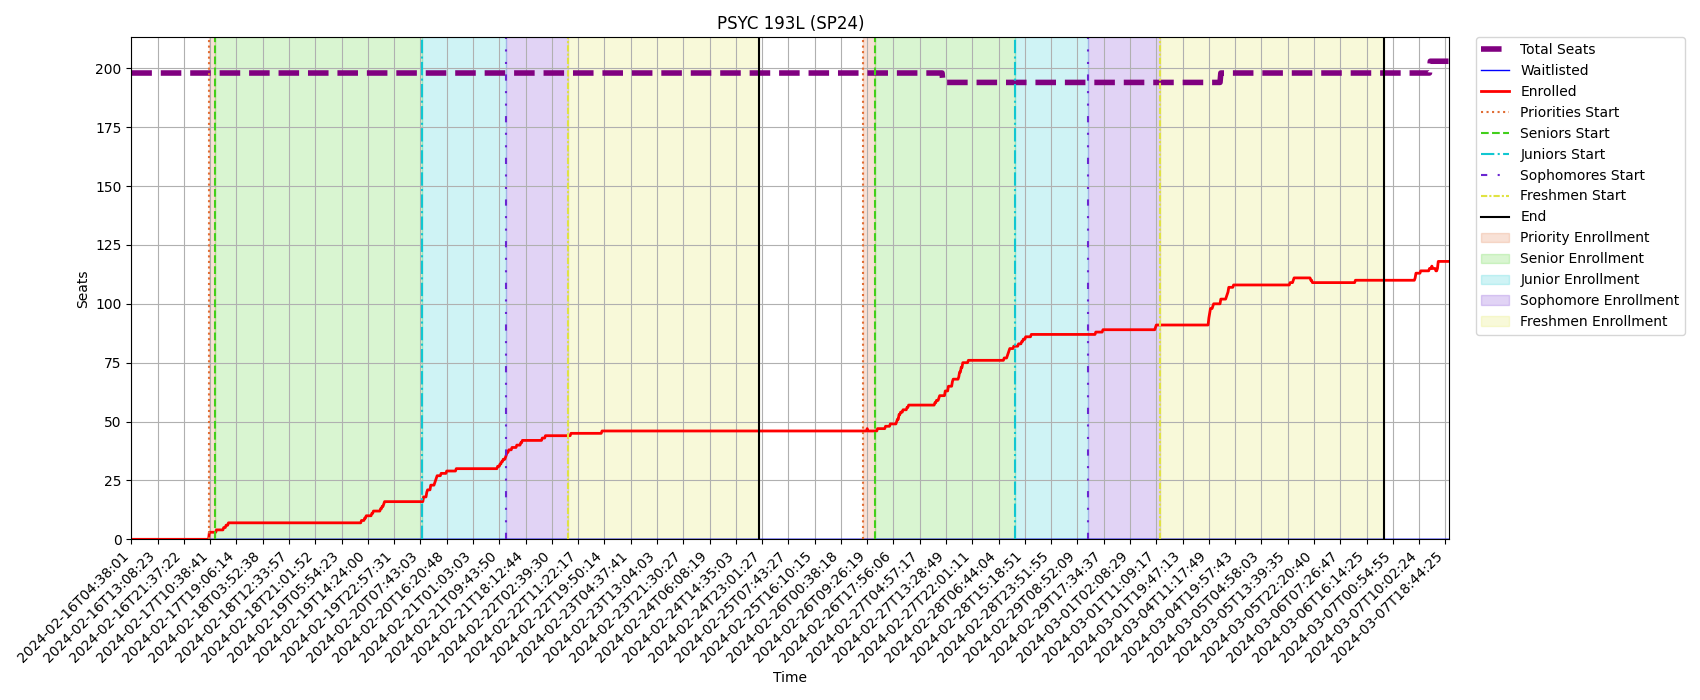 PSYC 193L (SP24)
Seats
200
175
150
125
100
75
50
25
0
2024-02-16T04:38:01
2024-02-16T13:08:23
2024-02-16T21:37:22
2024-02-17T10:38:41
2024-02-17T19:06:14
2024-02-18T03:52:38
2024-02-18T12:33:57
2024-02-18T21:01:52
2024-02-19T05:54:23
2024-02-19T14:24:00
2024-02-19T22:57:31
2024-02-20T07:43:03
2024-02-20T16:20:48
2024-02-21T01:03:03
2024-02-21T09:43:50
2024-02-21T18:12:44
2024-02-22T02:39:30
2024-02-22T11:22:17
2024-02-22T19:50:14
2024-02-23T04:37:41
2024-02-23T13:04:03
2024-02-23T21:30:27
2024-02-24T06:08:19
2024-02-24T14:35:03
2024-02-24T23:01:27
2024-02-25T07:43:27
2024-02-25T16:10:15
2024-02-26T00:38:18
2024-02-26T09:26:19
2024-02-26T17:56:06
2024-02-27T04:57:17
2024-02-27T13:28:49
2024-02-27T22:01:11
2024-02-28T06:44:04
2024-02-28T15:18:51
2024-02-28T23:51:55
2024-02-29T08:52:09
2024-02-29T17:34:37
2024-03-01T02:08:29
2024-03-01T11:09:17
2024-03-01T19:47:13
2024-03-04T11:17:49
2024-03-04T19:57:43
2024-03-05T04:58:03
2024-03-05T13:39:35
2024-03-05T22:20:40
2024-03-06T07:26:47
2024-03-06T16:14:25
2024-03-07T00:54:55
2024-03-07T10:02:24
2024-03-07T18:44:25
Time
Total Seats
Waitlisted
Enrolled
Priorities Start
Seniors Start
Juniors Start
Sophomores Start
Freshmen Start
End
Priority Enrollment
Senior Enrollment
Junior Enrollment
Sophomore Enrollment
Freshmen Enrollment